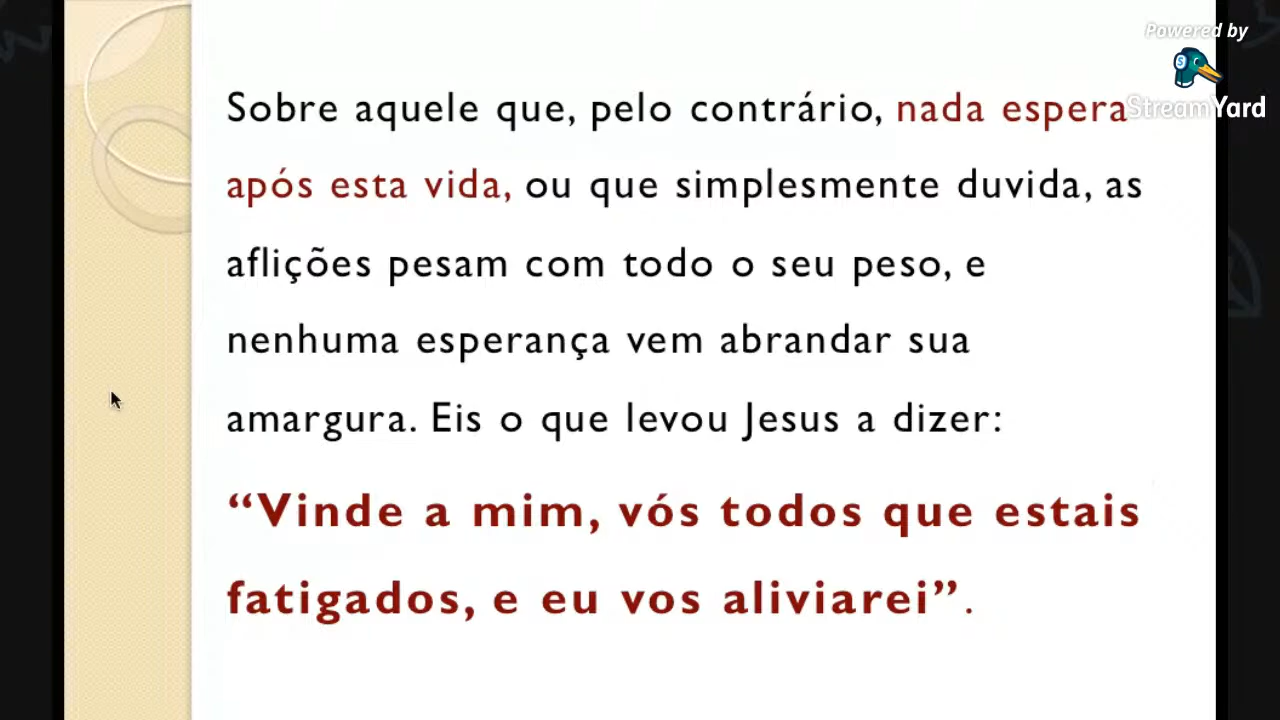 Powered by
StreamYard
Sobre aquele que, pelo contrário, nada espera
após esta vida, ou que simplesmente duvida, as
aflições pesam com todo o seu peso, e
nenhuma esperança vem abrandar sua
amargura. Eis o que levou Jesus a dizer:
“Vinde a mim, vós todos que estais
fatigados, e eu vos aliviarei”.